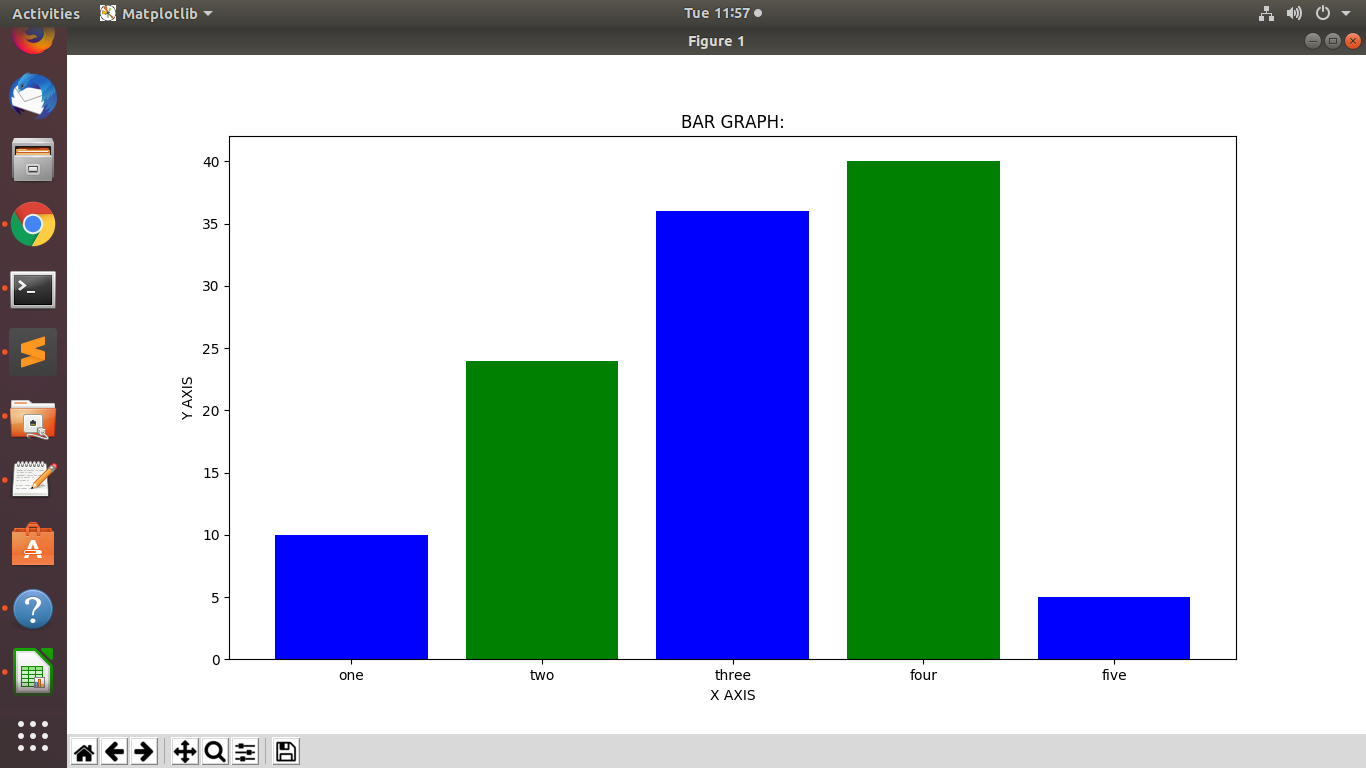 Activities Matplotlib Tue 11:57
Figure 1
BAR GRAPH:
40
35
30
25
20
15
10
5
0
Y AXIS
one two three four five
X AXIS